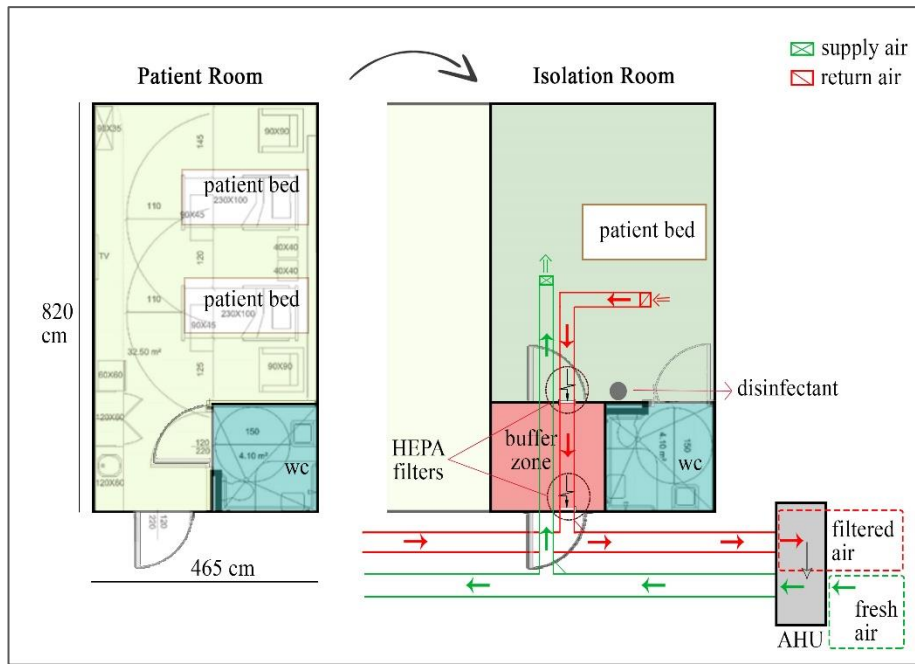 supply air
return air
Patient Room
Isolation Room
90X35
145
90X90
patient bed
230X100
110
90X45
TV
120
40X40
40X40
patient bed
110
230X100
90X45
820
cm
32.50 m²
125
90X90
60X60
120X60
120
220
150
4.10 m²
wc
120X60
120
220
465 cm
patient bed
disinfectant
HEPA
filters
buffer
zone
150
4.10 m²
wc
filtered
air
fresh
air
AHU